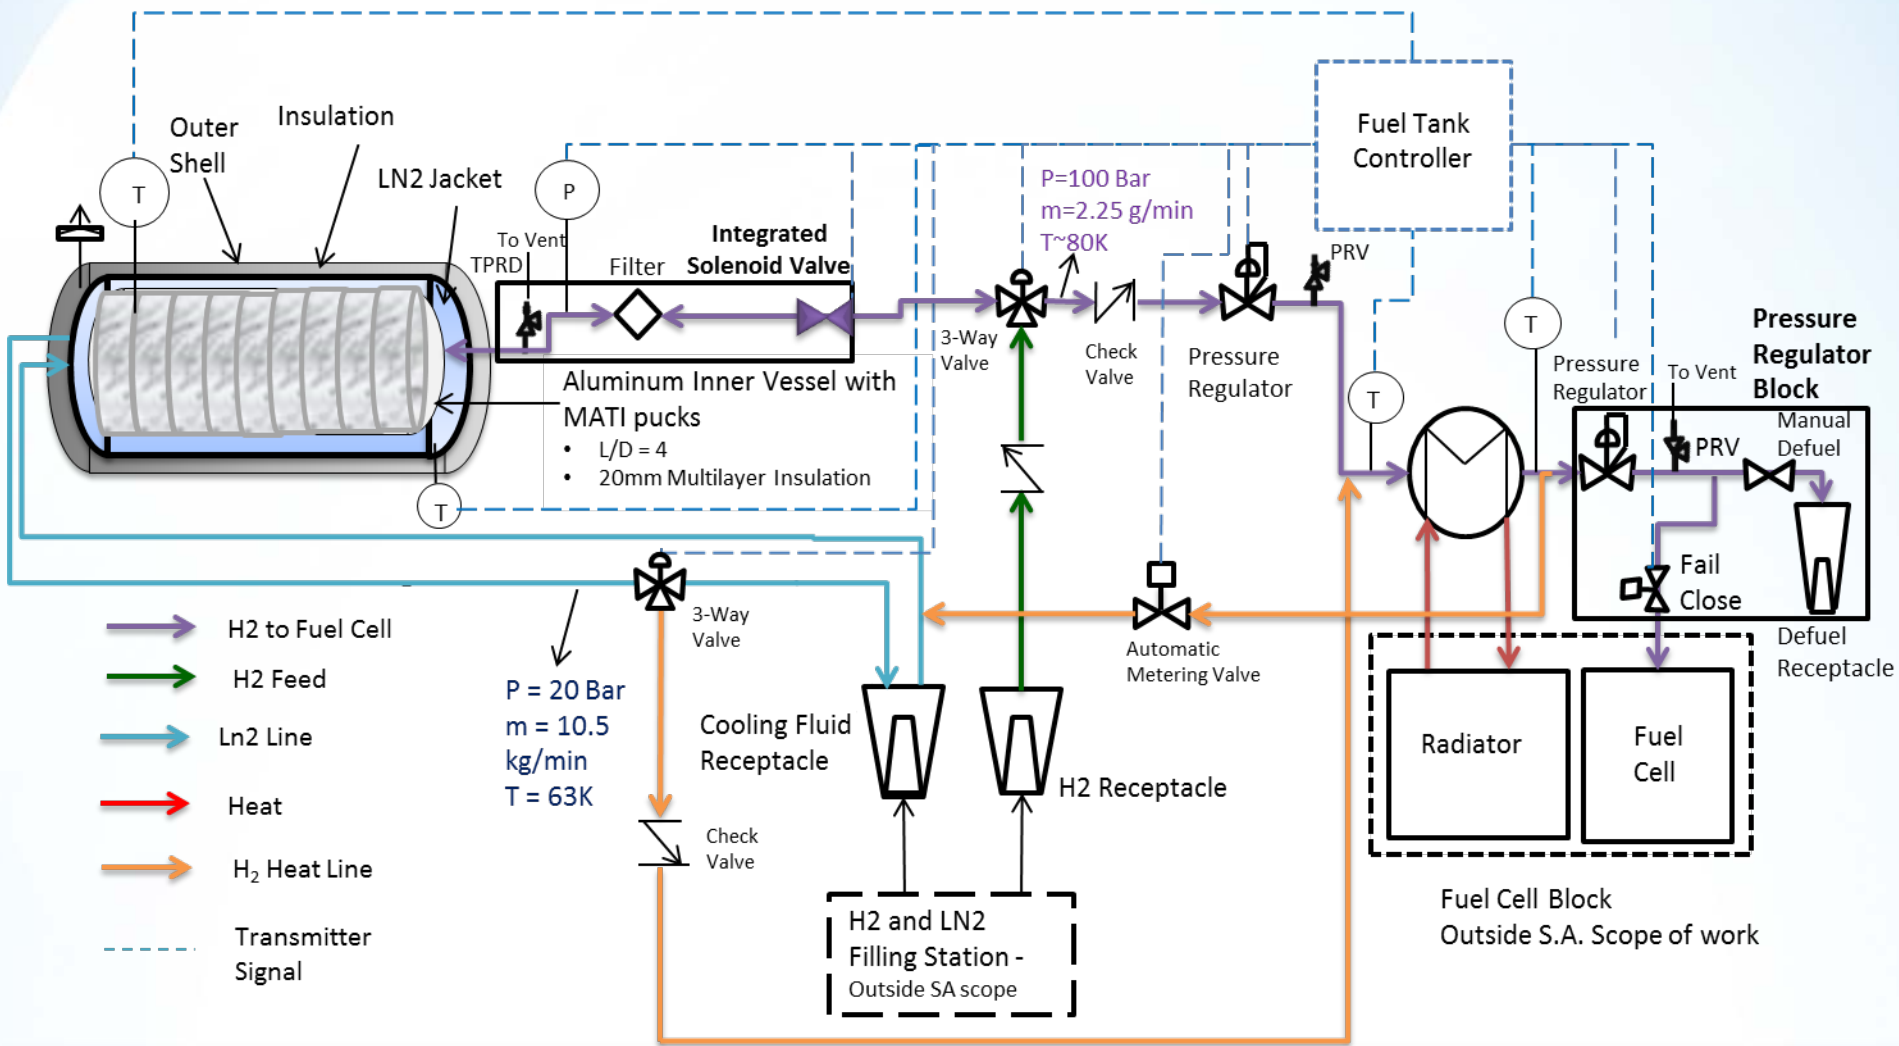 Outer
Shell
Insulation
LN2 Jacket
T
P
To Vent
TPRD
Filter
Integrated
Solenoid Valve
P=100 Bar
m=2.25 g/min
T~80K
Fuel Tank
Controller
PRV
3-Way
Valve
Check
Valve
Pressure
Regulator
T
T
Pressure
Regulator
To Vent
Pressure
Regulator
Block
Manual
Defuel
PRV
Aluminum Inner Vessel with
MATI pucks
• L/D = 4
• 20mm Multilayer Insulation
T
Fail
Close
Defuel
Receptacle
3-Way
Valve
Automatic
Metering Valve
H2 to Fuel Cell
H2 Feed
Ln2 Line
Heat
H2 Heat Line
Transmitter
Signal
P = 20 Bar
m = 10.5
kg/min
T = 63K
Cooling Fluid
Receptacle
H2 Receptacle
Check
Valve
Radiator
Fuel
Cell
H2 and LN2
Filling Station -
Outside SA scope
Fuel Cell Block
Outside S.A. Scope of work